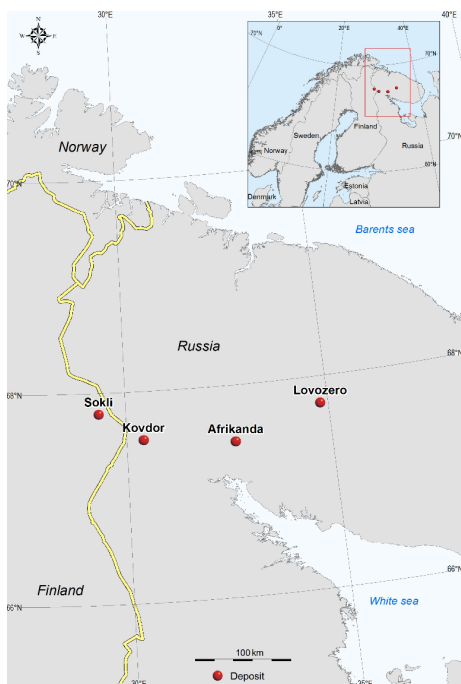 30°E
35°E
40°E
N
W
E
S
20°N
30°E
40°E
70°N
Finland
Sweden
Norway
Russia
60°N
Estonia
Denmark
Latvia
Norway
70°N
70°N
Barents sea
Russia
68°N
Lovozero
68°N
Sokli
Kovdor
Afrikanda
66°N
Finland
White sea
66°N
100 km
30°E
35°E
Deposit